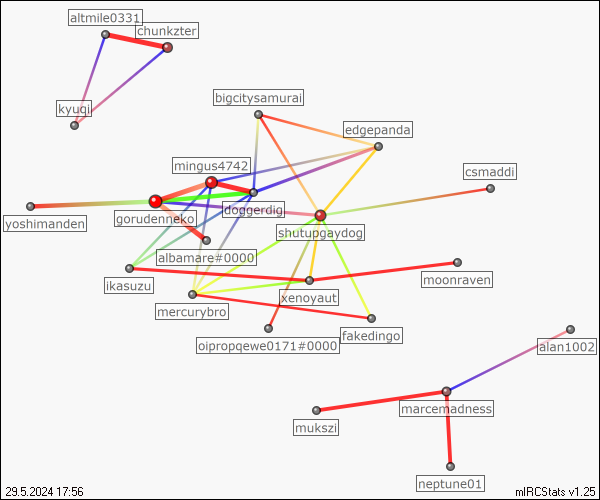 altmile0331
chunkzter
kyuqi
bigcitysamurai
edgepanda
mingus4742
csmaddi
doggerdig
gorudenneko
yoshimanden
shutupgaydog
albamare#0000
moonraven
ikasuzu
xenoyaut
mercurybro
fakedingo
oipropqewe0171#0000
alan1002
marcemadness
mukszi
neptune01
29.5.2024 17:56
mIRCStats v1.25